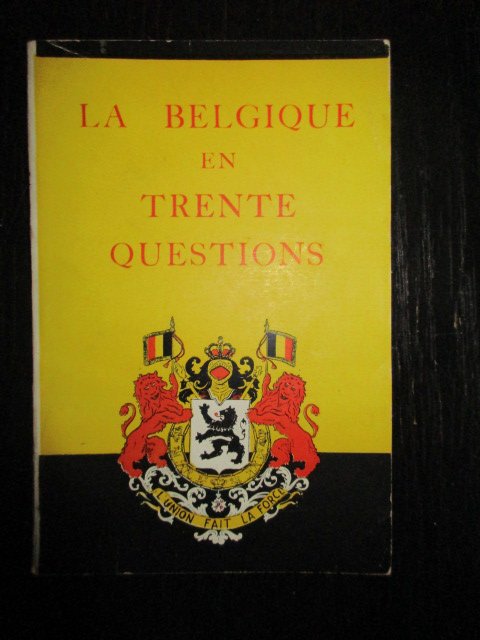 LA BELGIQUE
EN
TRENTE
QUESTIONS
L'UNION FAIT LA FORCE